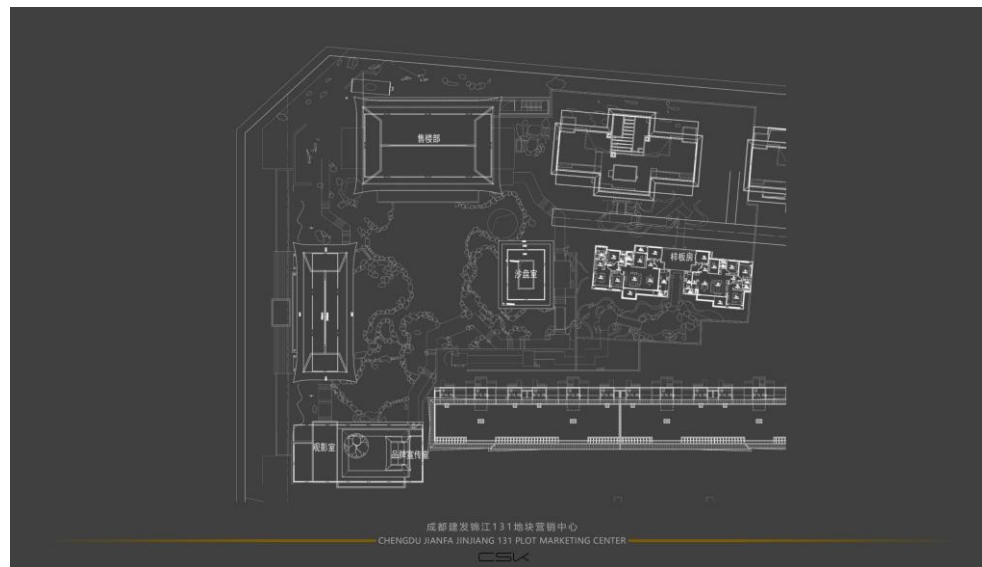 售楼部
沙盘室
样板房
观影室
品牌宣传室
成都建发锦江131地块营销中心
CHENGDU JIANFA JINJIANG 131 PLOT MARKETING CENTER
CSK